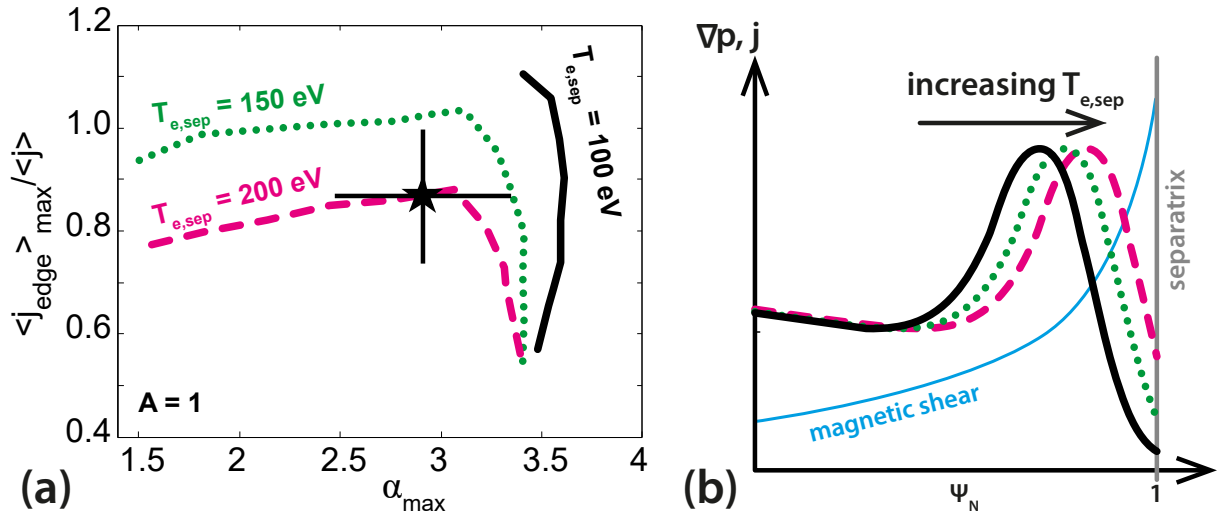 1.2
1.0
0.8
0.6
0.4
<j_edge>_max/<j>
T_e,sep = 150 eV
T_e,sep = 200 eV
T_e,sep = 100 eV
A = 1
1.5 2 2.5 3 3.5 4
α_max
(a)
∇p, j
increasing T_e,sep
magnetic shear
separatrix
Ψ_N
1
(b)